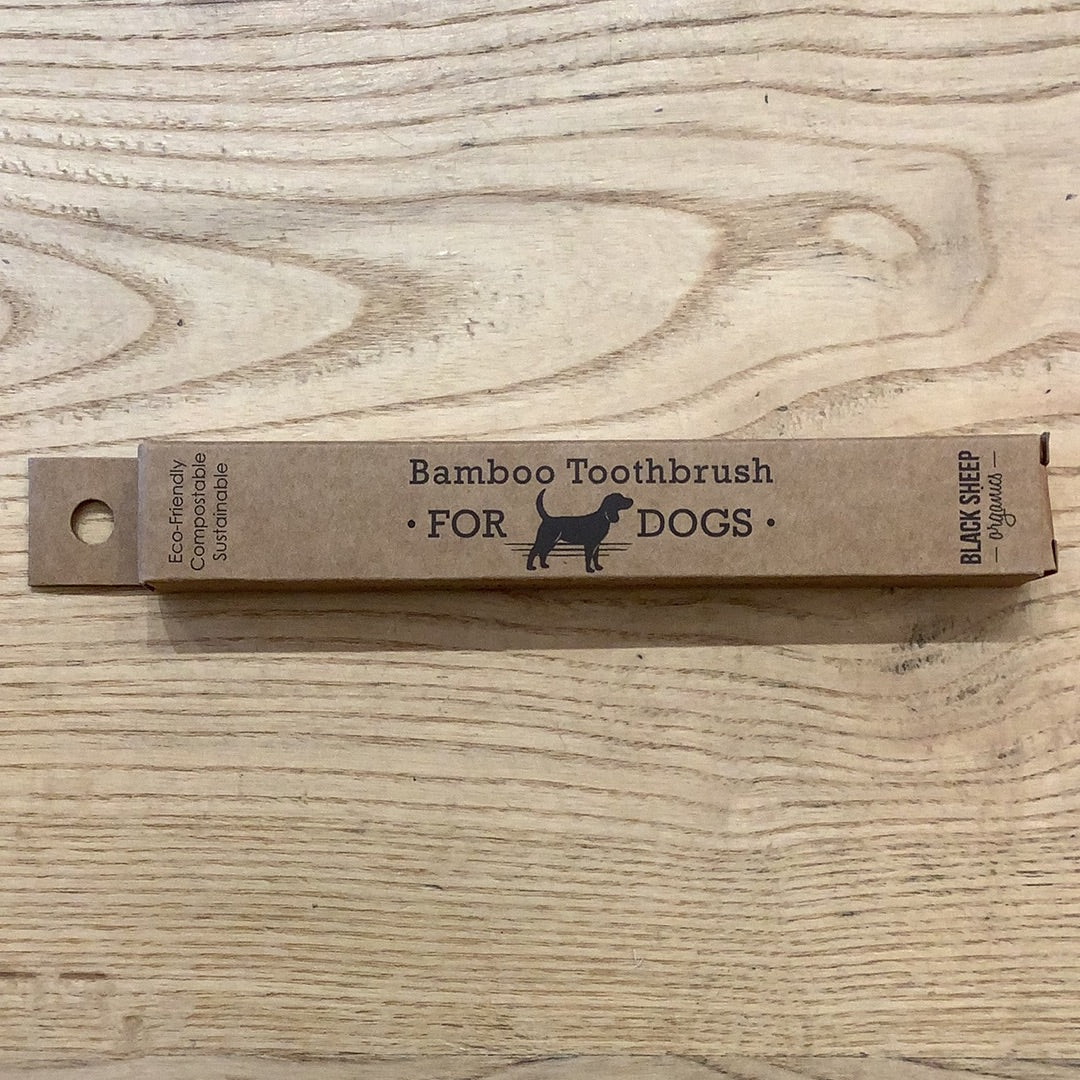 Eco-Friendly
Compostable
Sustainable
Bamboo Toothbrush
· FOR DOGS ·
BLACK SHEEP
— organics —